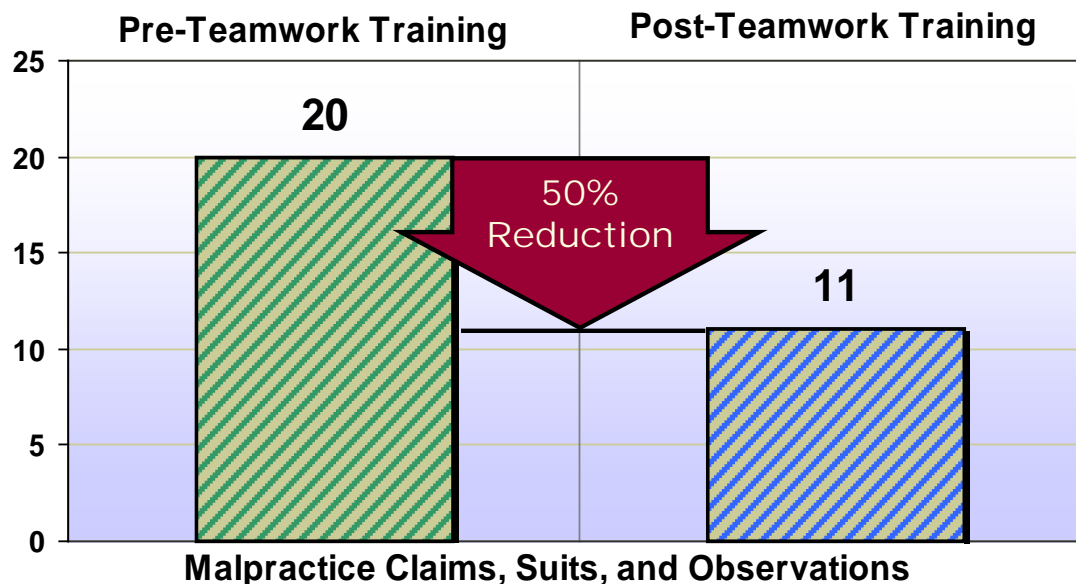 Pre-Teamwork Training
Post-Teamwork Training
25
20
15
10
5
0
20
50%
Reduction
11
Malpractice Claims, Suits, and Observations